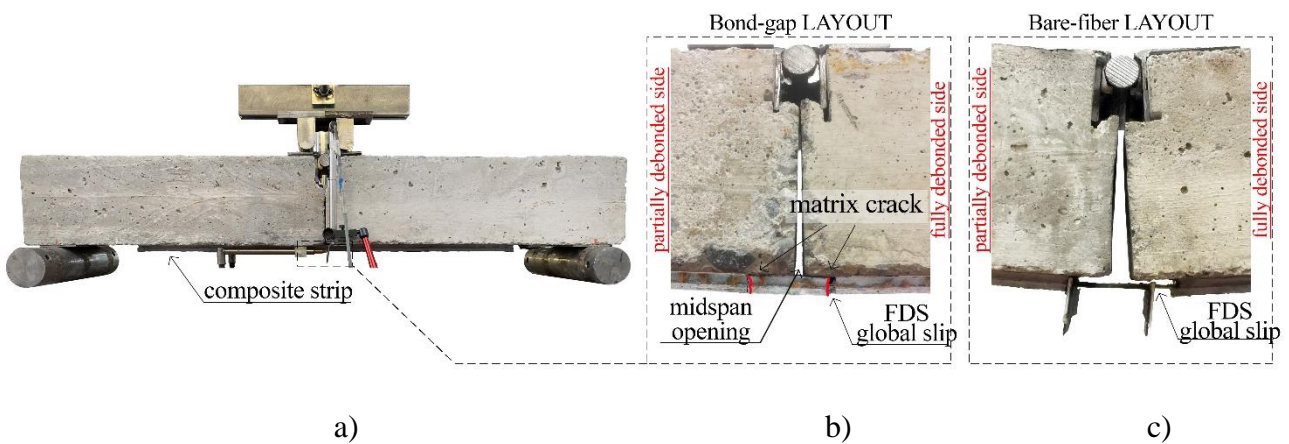 Bond-gap LAYOUT
Bare-fiber LAYOUT
partially debonded side
fully debonded side
partially debonded side
fully debonded side
matrix crack
composite strip
midspan
opening
FDS
global slip
FDS
global slip
a)
b)
c)